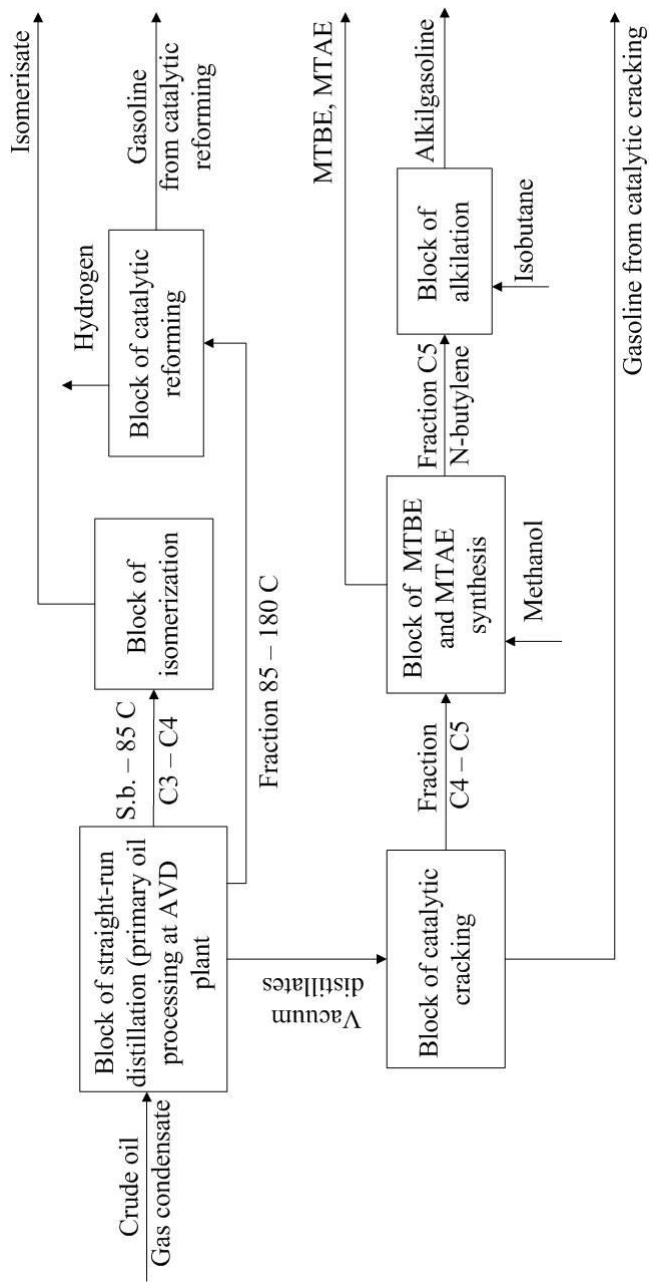 Crude oil
Gas condensate
Block of straight-run
distillation (primary oil
processing at AVD
plant
S.b. – 85 C
C3 – C4
Block of
isomerization
Isomerisate
Fraction 85 – 180 C
Hydrogen
Block of catalytic
reforming
Gasoline
from catalytic
reforming
Vacuum
distillates
Block of catalytic
cracking
Fraction
C4 – C5
Block of MTBE
and MTAE
synthesis
Methanol
MTBE, MTAE
Fraction C5
N-butylene
Block of
alkilation
Isobutane
Alkilgasoline
Gasoline from catalytic cracking